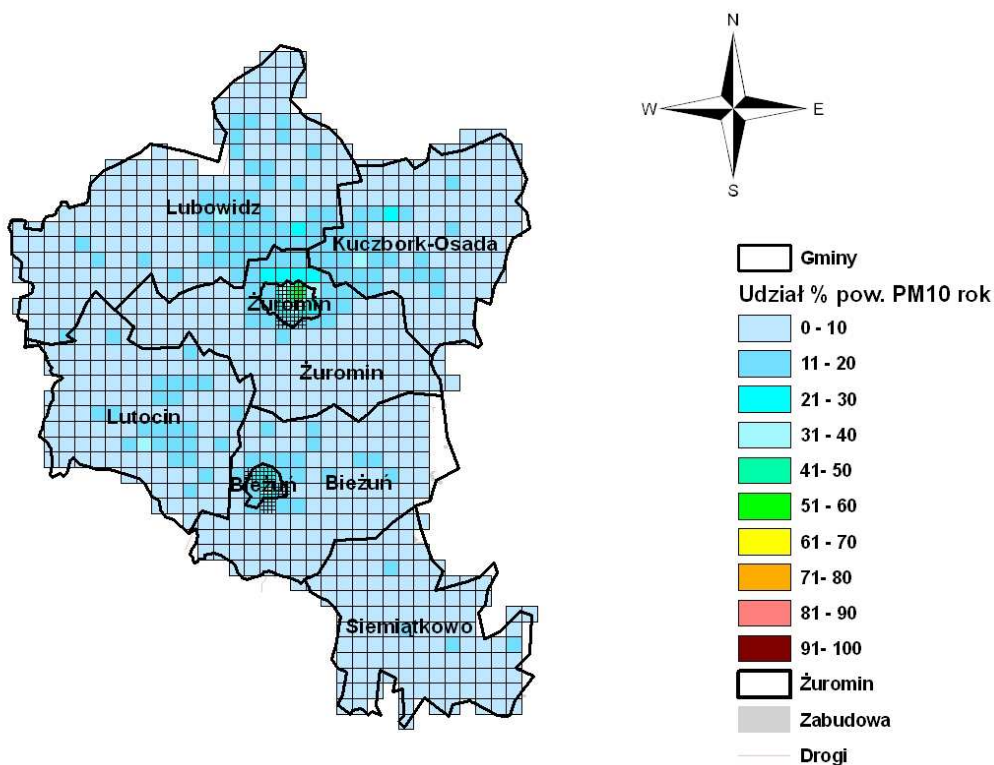 N
W
E
S
Lubowidz
Kuczbork-Osada
Żuromin
Żuromin
Lutocin
Bieżuń
Bieżuń
Siemiątkowo
Gminy
Udział % pow. PM10 rok
0 - 10
11 - 20
21 - 30
31 - 40
41- 50
51 - 60
61 - 70
71- 80
81 - 90
91- 100
Żuromin
Zabudowa
Drogi